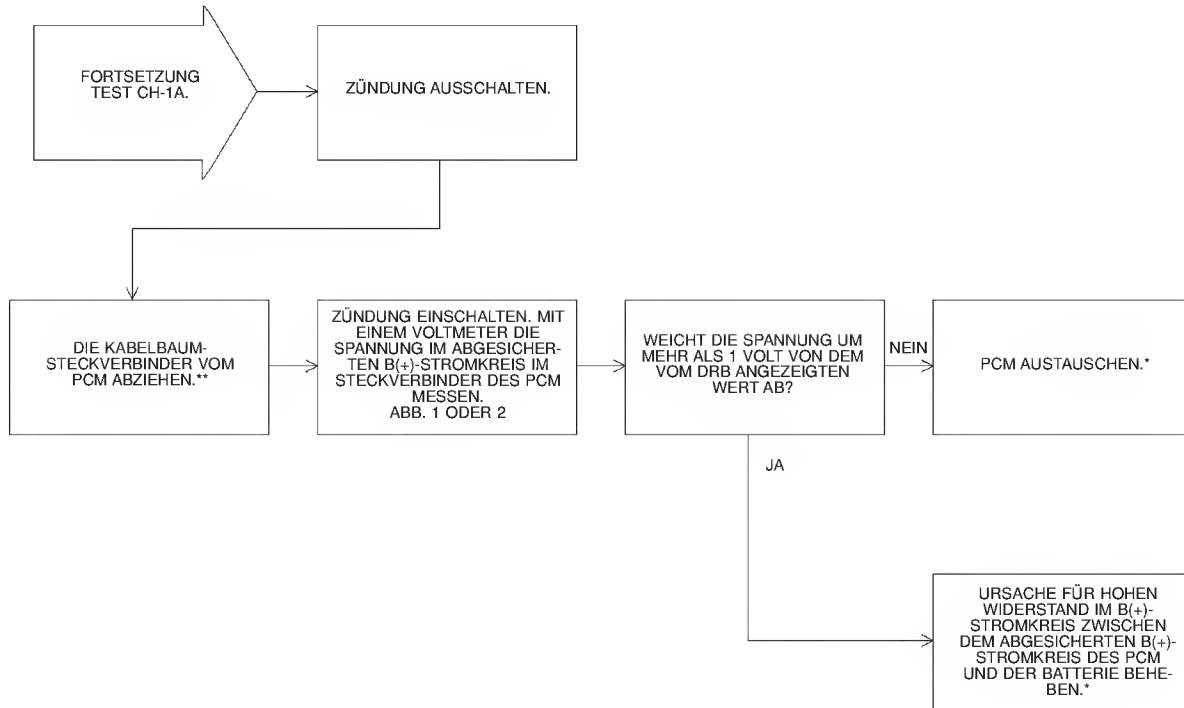 FORTSETZUNG
TEST CH-1A.
ZÜNDUNG AUSSCHALTEN.
DIE KABELBAUM-
STECKVERBINDER VOM
PCM ABZIEHEN.**
ZÜNDUNG EINSCHALTEN. MIT
EINEM VOLTMETER DIE
SPANNUNG IM ABGESICHER-
TEN B(+)-STROMKREIS IM
STECKVERBINDER DES PCM
MESSEN.
ABB. 1 ODER 2
WEICHT DIE SPANNUNG UM
MEHR ALS 1 VOLT VON DEM
VOM DRB ANGEZEIGTEN
WERT AB?
NEIN
PCM AUSTAUSCHEN.*
JA
URSACHE FÜR HOHEN
WIDERSTAND IM B(+)-
STROMKREIS ZWISCHEN
DEM ABGESICHERTEN B(+)-
STROMKREIS DES PCM
UND DER BATTERIE BEHE-
BEN.*